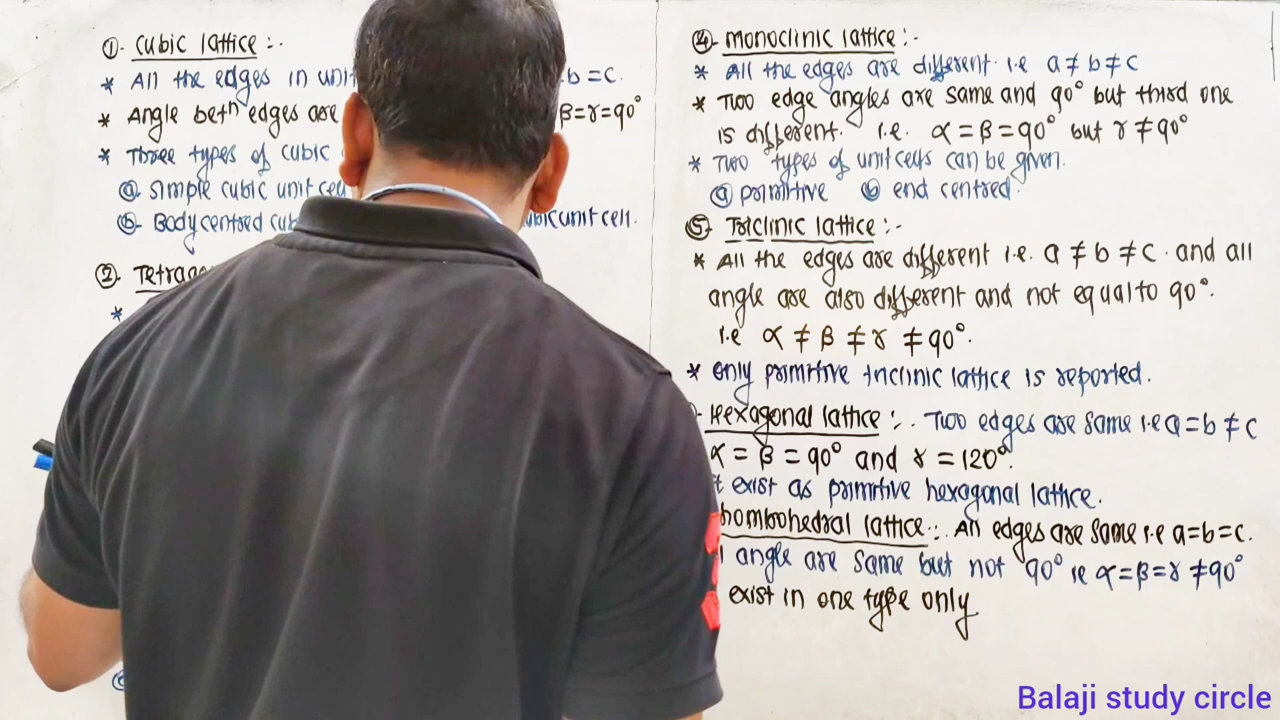 ① Cubic lattice :-
* All the edges in unit b = c.
* Angle betn edges are β=γ=90°
* Three types of cubic
ⓐ simple cubic unit cell
ⓑ- Body centred cub cubic unit cell.
② Tetrago
*
④- Monoclinic lattice :-
* All the edges are different. i.e a ≠ b ≠ c
* Two edge angles are same and 90° but third one
is different. i.e. α = β = 90° but γ ≠ 90°
* Two types of unit cells can be given.
ⓐ primitive ⓑ end centred.
⑤- Triclinic lattice :-
* All the edges are different i.e. a ≠ b ≠ c. and all
angle are also different and not equal to 90°.
i.e α ≠ β ≠ γ ≠ 90°.
* only primitive triclinic lattice is reported.
- Hexagonal lattice :- Two edges are same i.e a = b ≠ c
α = β = 90° and γ = 120°.
t exist as primitive hexagonal lattice.
hombohedral lattice :- All edges are same i.e a=b=c.
angle are same but not 90° ie α=β=γ ≠90°
exist in one type only
Balaji study circle